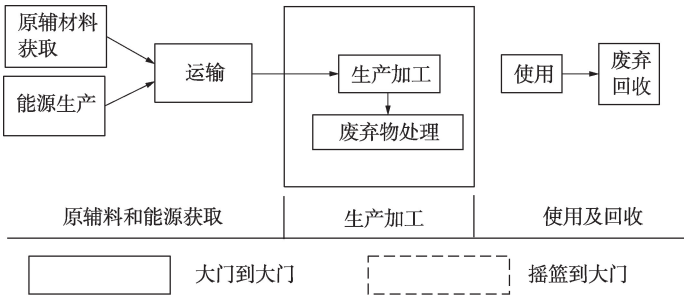 原辅材料
获取
能源生产
运输
生产加工
废弃物处理
使用
废弃
回收
原辅料和能源获取
生产加工
使用及回收
大门到大门
摇篮到大门